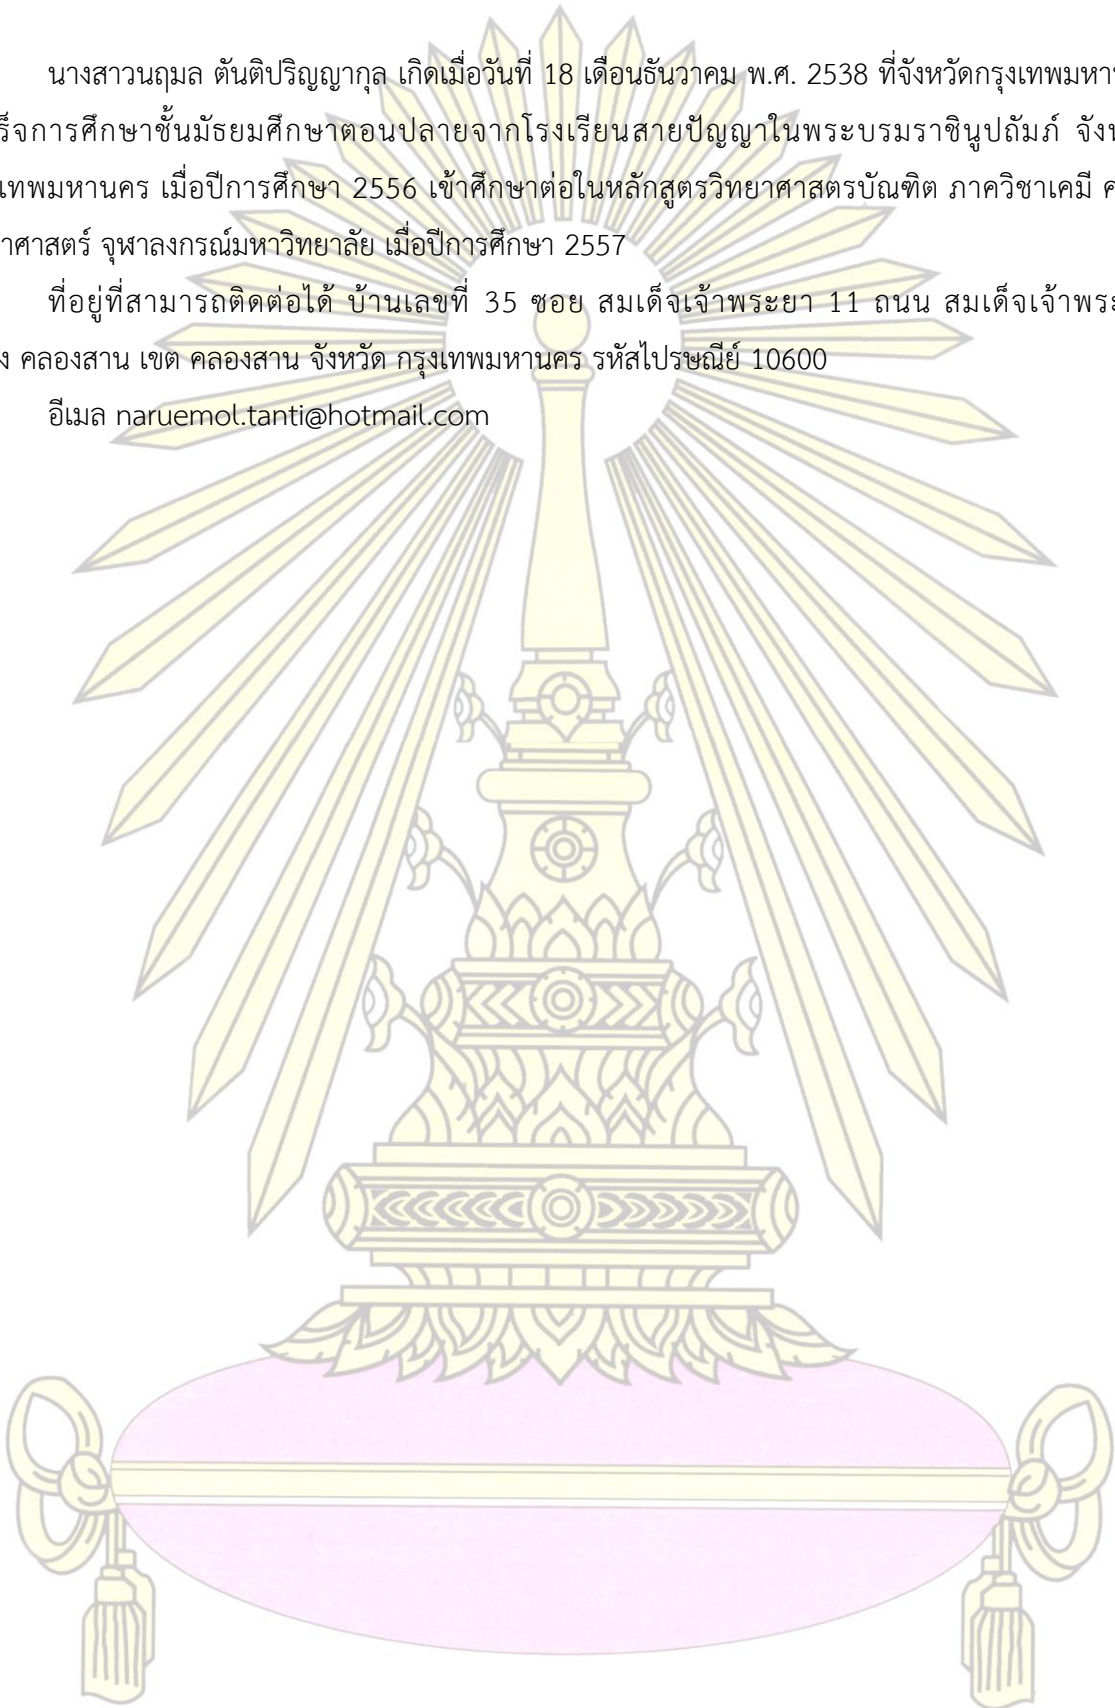 นางสาวนฤมล ตันติปริญญากุล เกิดเมื่อวันที่ 18 เดือนธันวาคม พ.ศ. 2538 ที่จังหวัดกรุงเทพมหา
ร็จการศึกษาชั้นมัธยมศึกษาตอนปลายจากโรงเรียนสายปัญญาในพระบรมราชินูปถัมภ์ จัง
เทพมหานคร เมื่อปีการศึกษา 2556 เข้าศึกษาต่อในหลักสูตรวิทยาศาสตรบัณฑิต ภาควิชาเคมี ค
าศาสตร์ จุฬาลงกรณ์มหาวิทยาลัย เมื่อปีการศึกษา 2557
ที่อยู่ที่สามารถติดต่อได้ บ้านเลขที่ 35 ซอย สมเด็จเจ้าพระยา 11 ถนน สมเด็จเจ้าพระ
ง คลองสาน เขต คลองสาน จังหวัด กรุงเทพมหานคร รหัสไปรษณีย์ 10600
อีเมล naruemol.tanti@hotmail.com